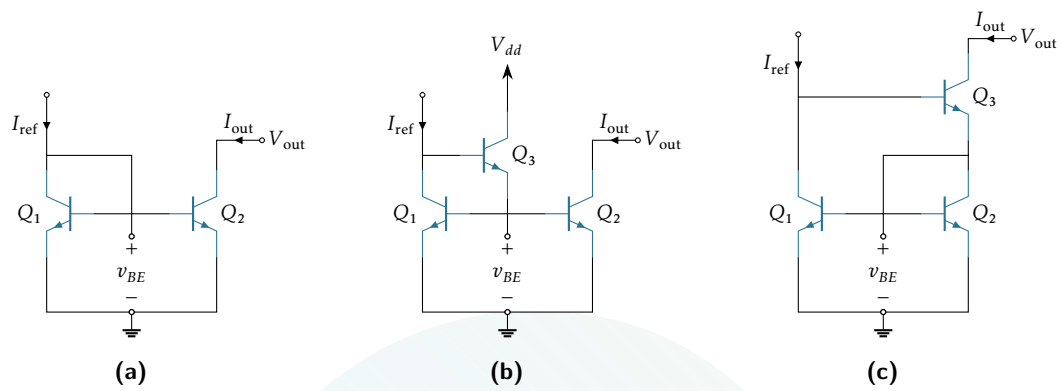 I_ref
I_out
V_out
Q_1
Q_2
+
v_BE
−
(a)
V_dd
I_ref
I_out
V_out
Q_3
Q_1
Q_2
+
v_BE
−
(b)
I_out
V_out
I_ref
Q_3
Q_1
Q_2
+
v_BE
−
(c)